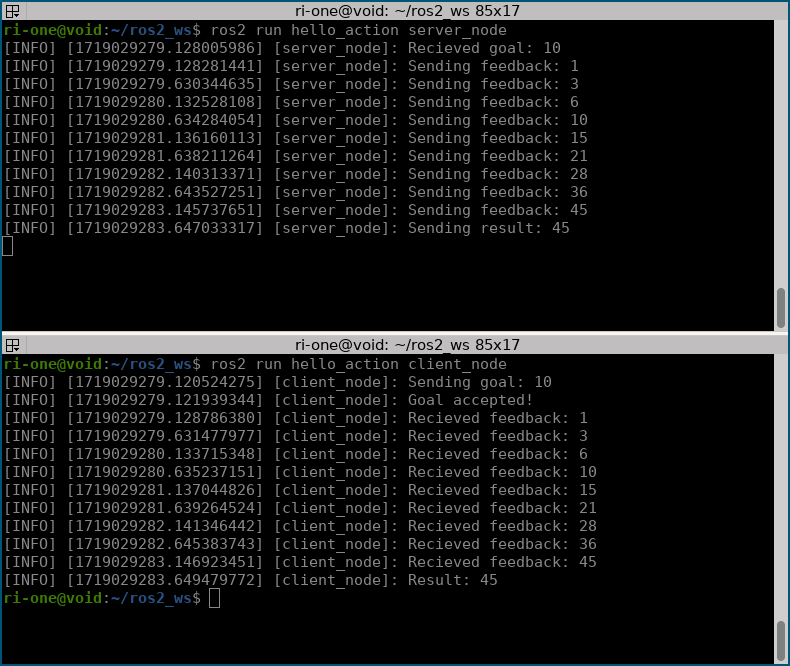 ri-one@void: ~/ros2_ws 85x17
ri-one@void:~/ros2_ws$ ros2 run hello_action server_node
[INFO] [1719029279.128005986] [server_node]: Recieved goal: 10
[INFO] [1719029279.128281441] [server_node]: Sending feedback: 1
[INFO] [1719029279.630344635] [server_node]: Sending feedback: 3
[INFO] [1719029280.132528108] [server_node]: Sending feedback: 6
[INFO] [1719029280.634284054] [server_node]: Sending feedback: 10
[INFO] [1719029281.136160113] [server_node]: Sending feedback: 15
[INFO] [1719029281.638211264] [server_node]: Sending feedback: 21
[INFO] [1719029282.140313371] [server_node]: Sending feedback: 28
[INFO] [1719029282.643527251] [server_node]: Sending feedback: 36
[INFO] [1719029283.145737651] [server_node]: Sending feedback: 45
[INFO] [1719029283.647033317] [server_node]: Sending result: 45
ri-one@void: ~/ros2_ws 85x17
ri-one@void:~/ros2_ws$ ros2 run hello_action client_node
[INFO] [1719029279.120524275] [client_node]: Sending goal: 10
[INFO] [1719029279.121939344] [client_node]: Goal accepted!
[INFO] [1719029279.128786380] [client_node]: Recieved feedback: 1
[INFO] [1719029279.631477977] [client_node]: Recieved feedback: 3
[INFO] [1719029280.133715348] [client_node]: Recieved feedback: 6
[INFO] [1719029280.635237151] [client_node]: Recieved feedback: 10
[INFO] [1719029281.137044826] [client_node]: Recieved feedback: 15
[INFO] [1719029281.639264524] [client_node]: Recieved feedback: 21
[INFO] [1719029282.141346442] [client_node]: Recieved feedback: 28
[INFO] [1719029282.645383743] [client_node]: Recieved feedback: 36
[INFO] [1719029283.146923451] [client_node]: Recieved feedback: 45
[INFO] [1719029283.649479772] [client_node]: Result: 45
ri-one@void:~/ros2_ws$